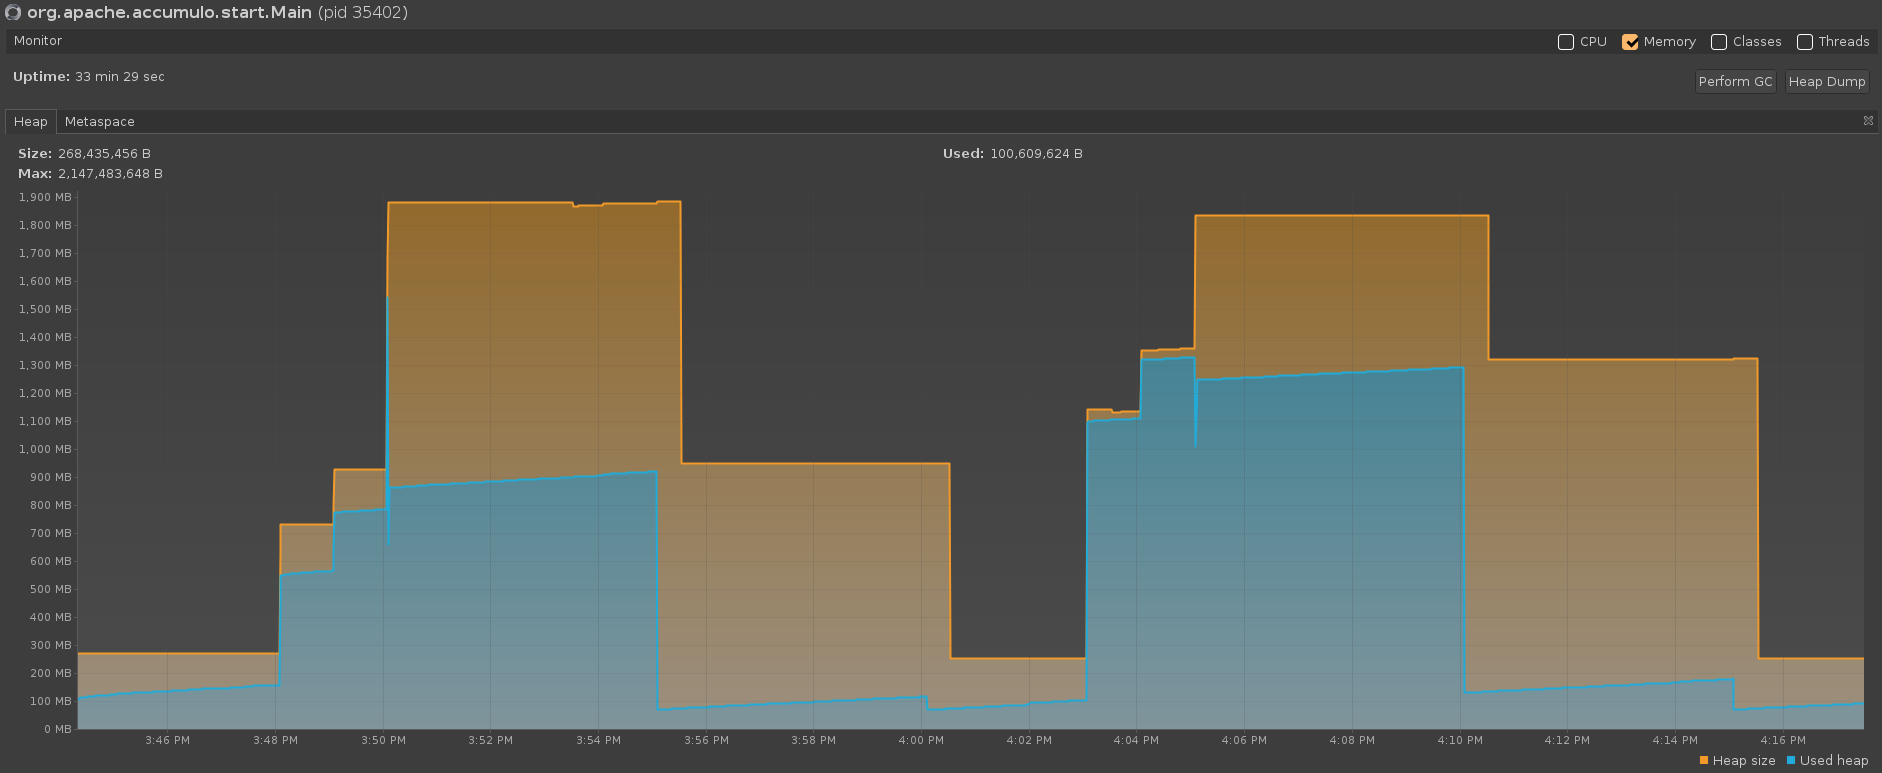 org.apache.accumulo.start.Main (pid 35402)
Monitor
CPU Memory Classes Threads
Uptime: 33 min 29 sec
Perform GC Heap Dump
Heap Metaspace
Size: 268,435,456 B
Used: 100,609,624 B
Max: 2,147,483,648 B
1,900 MB
1,800 MB
1,700 MB
1,600 MB
1,500 MB
1,400 MB
1,300 MB
1,200 MB
1,100 MB
1,000 MB
900 MB
800 MB
700 MB
600 MB
500 MB
400 MB
300 MB
200 MB
100 MB
0 MB
3:46 PM 3:48 PM 3:50 PM 3:52 PM 3:54 PM 3:56 PM 3:58 PM 4:00 PM 4:02 PM 4:04 PM 4:06 PM 4:08 PM 4:10 PM 4:12 PM 4:14 PM 4:16 PM
Heap size Used heap